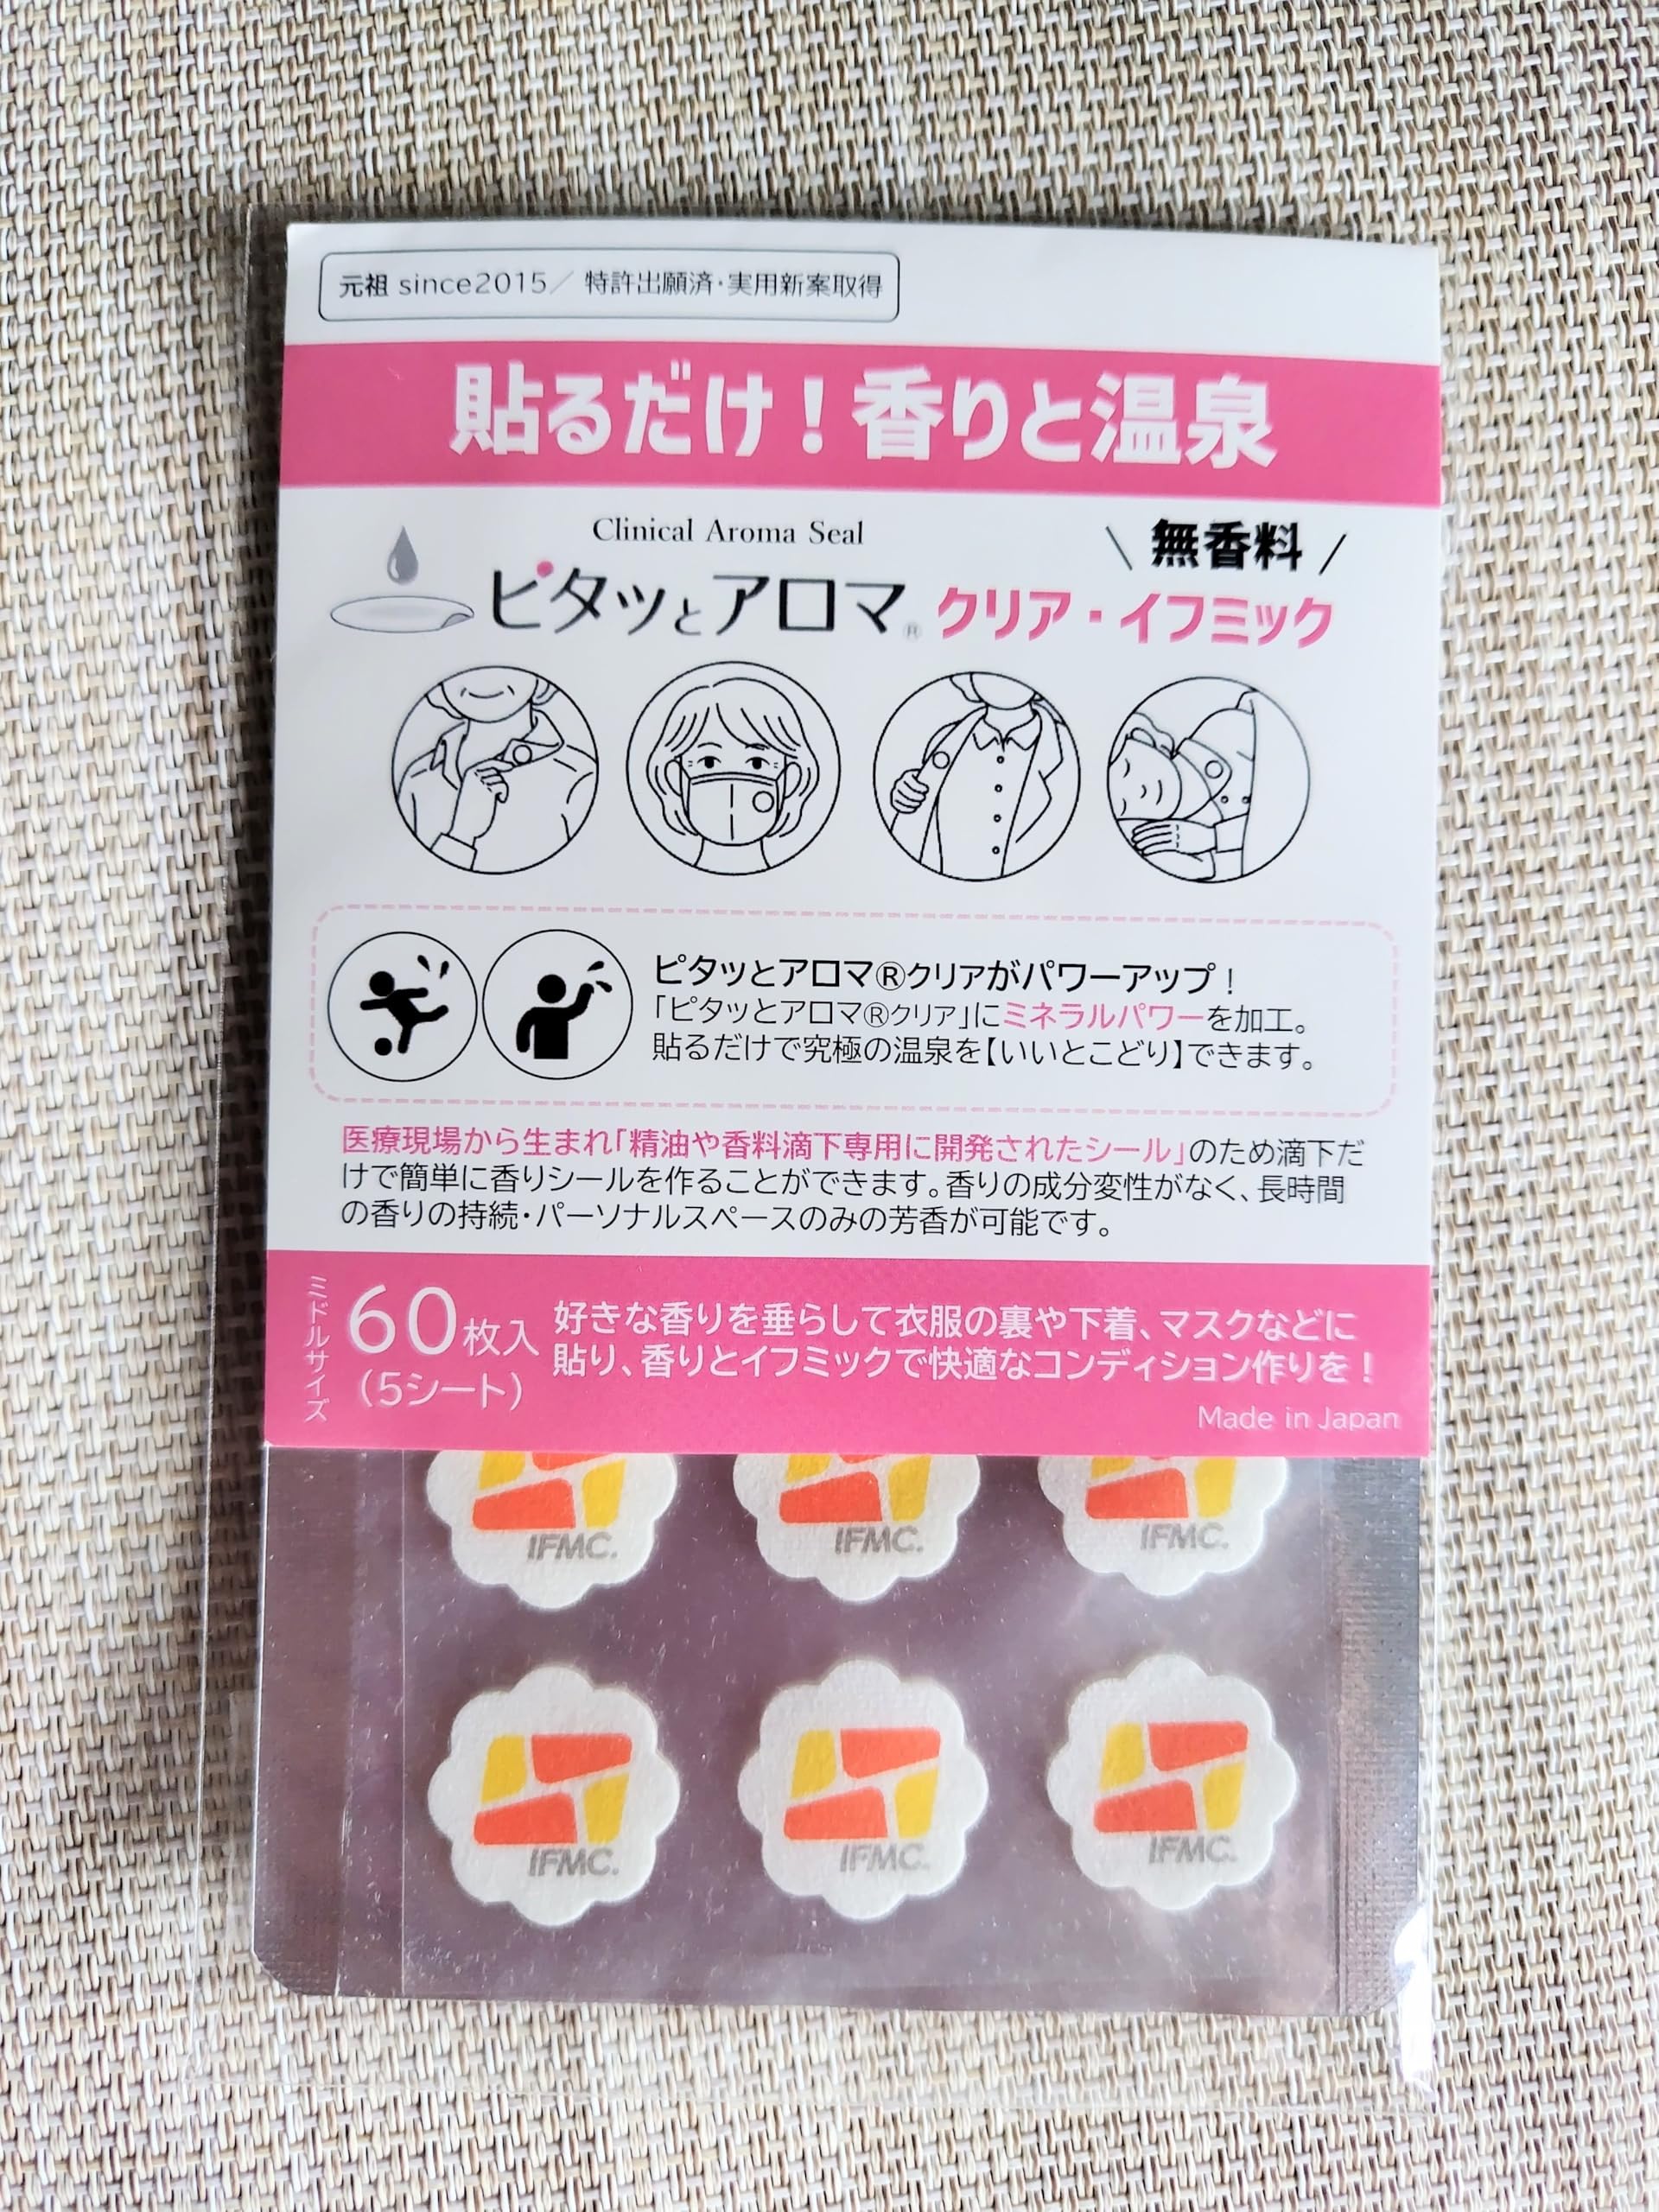 元祖 since2015／ 特許出願済・実用新案取得
貼るだけ！香りと温泉
Clinical Aroma Seal
＼ 無香料 ／
ピタッとアロマ® クリア・イフミック
ピタッとアロマ®クリアがパワーアップ！
「ピタッとアロマ®クリア」にミネラルパワーを加工。
貼るだけで究極の温泉を【いいとこどり】できます。
医療現場から生まれ「精油や香料滴下専用に開発されたシール」のため滴下だ
けで簡単に香りシールを作ることができます。香りの成分変性がなく、長時間
の香りの持続・パーソナルスペースのみの芳香が可能です。
ミドルサイズ
60枚入
（5シート）
好きな香りを垂らして衣服の裏や下着、マスクなどに
貼り、香りとイフミックで快適なコンディション作りを！
Made in Japan
IFMC.
IFMC.
IFMC.
IFMC.
IFMC.
IFMC.